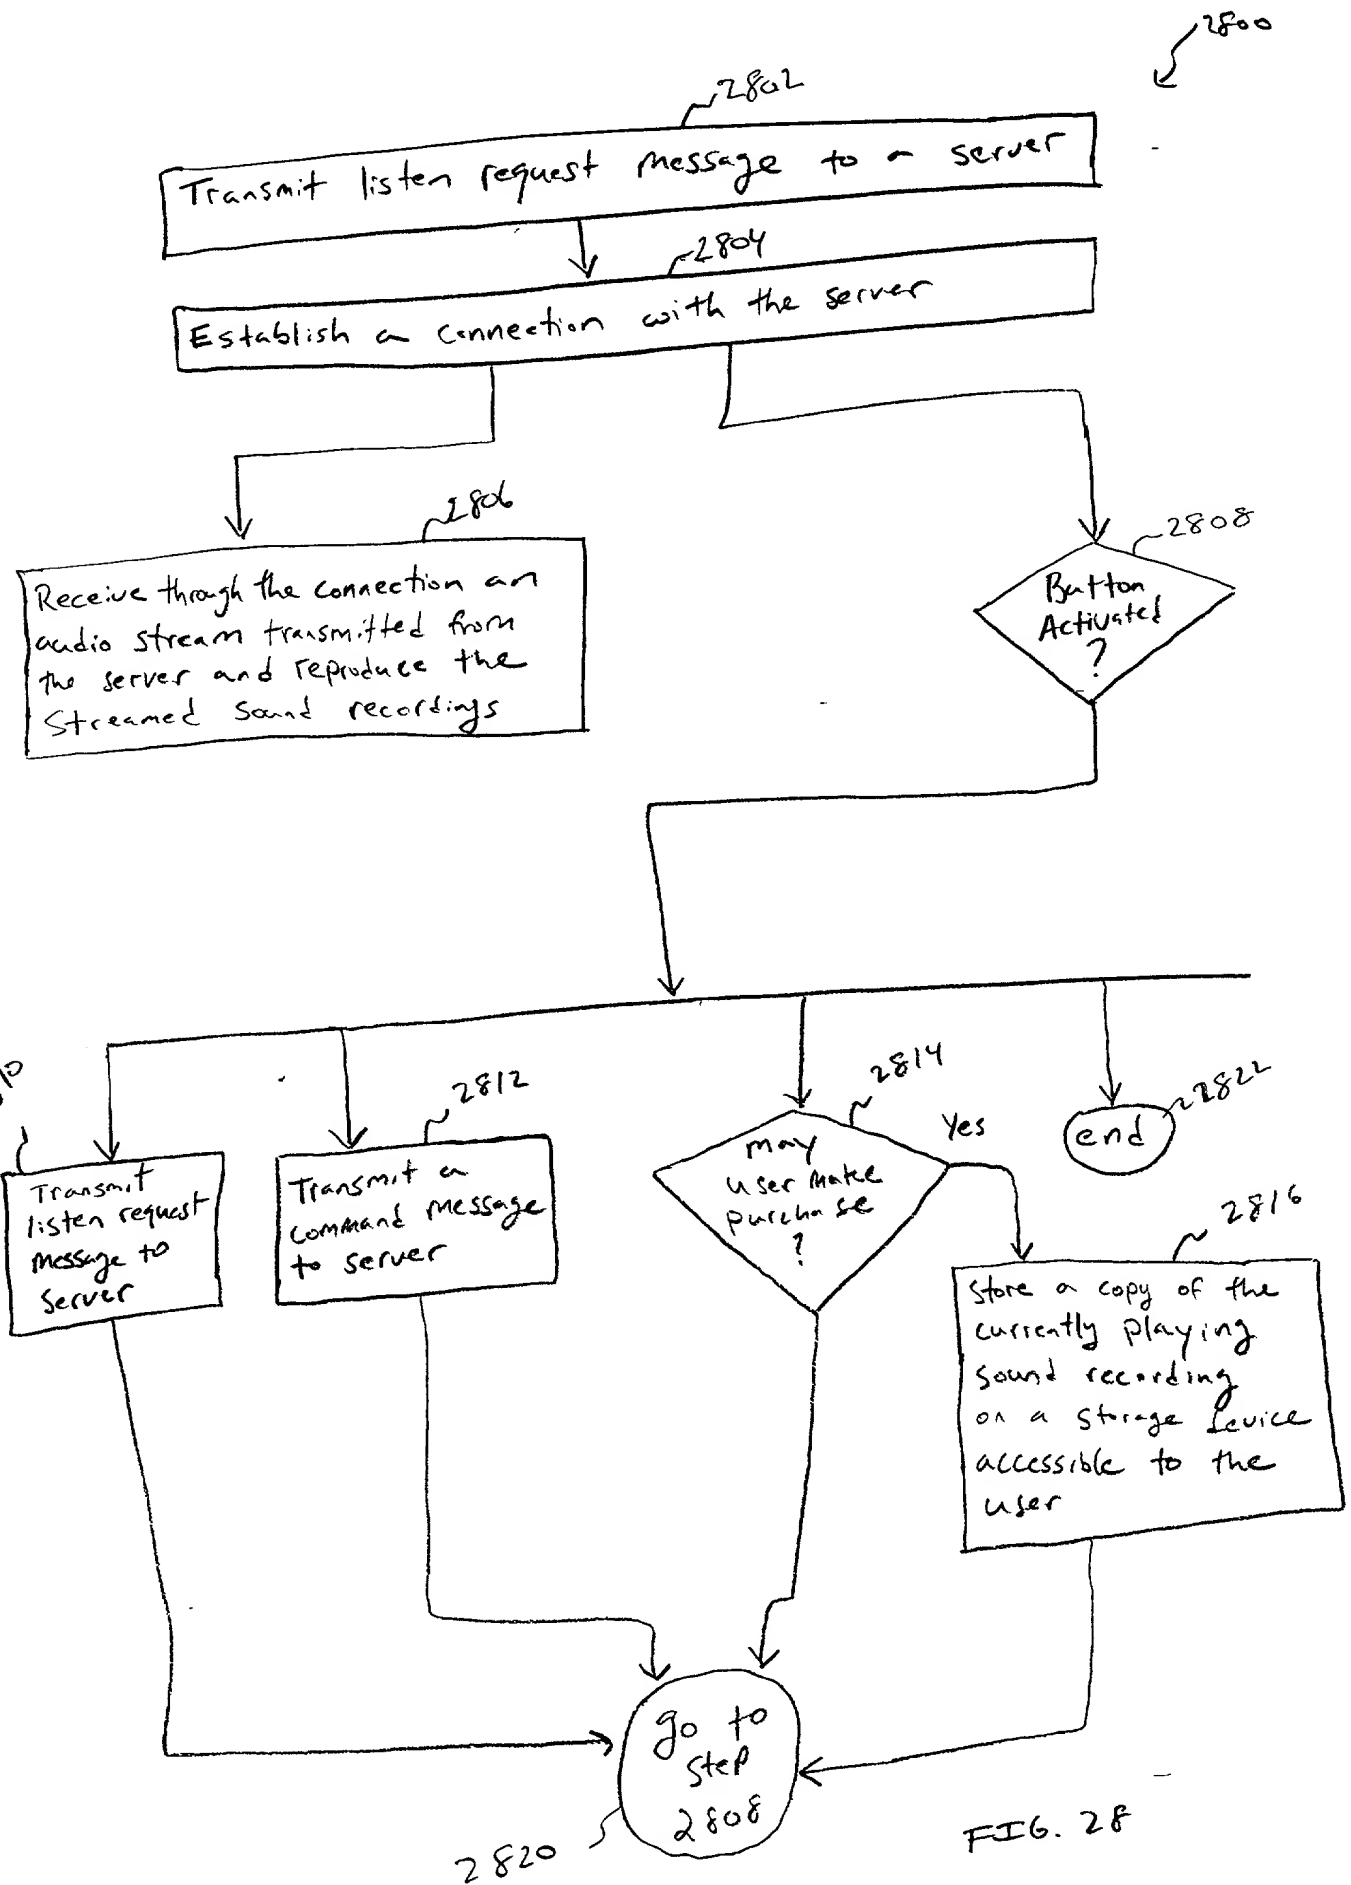 2800
2802
Transmit listen request message to a server
2804
Establish a connection with the server
2806
Receive through the connection an
audio stream transmitted from
the server and reproduce the
streamed sound recordings
2808
Button
Activated
?
10
Transmit
listen request
message to
server
2812
Transmit a
command message
to server
2814
may
user make
purchase
?
Yes
2822
end
2816
store a copy of the
currently playing
sound recording
on a storage device
accessible to the
user
go to
step
2808
2820
FIG. 28